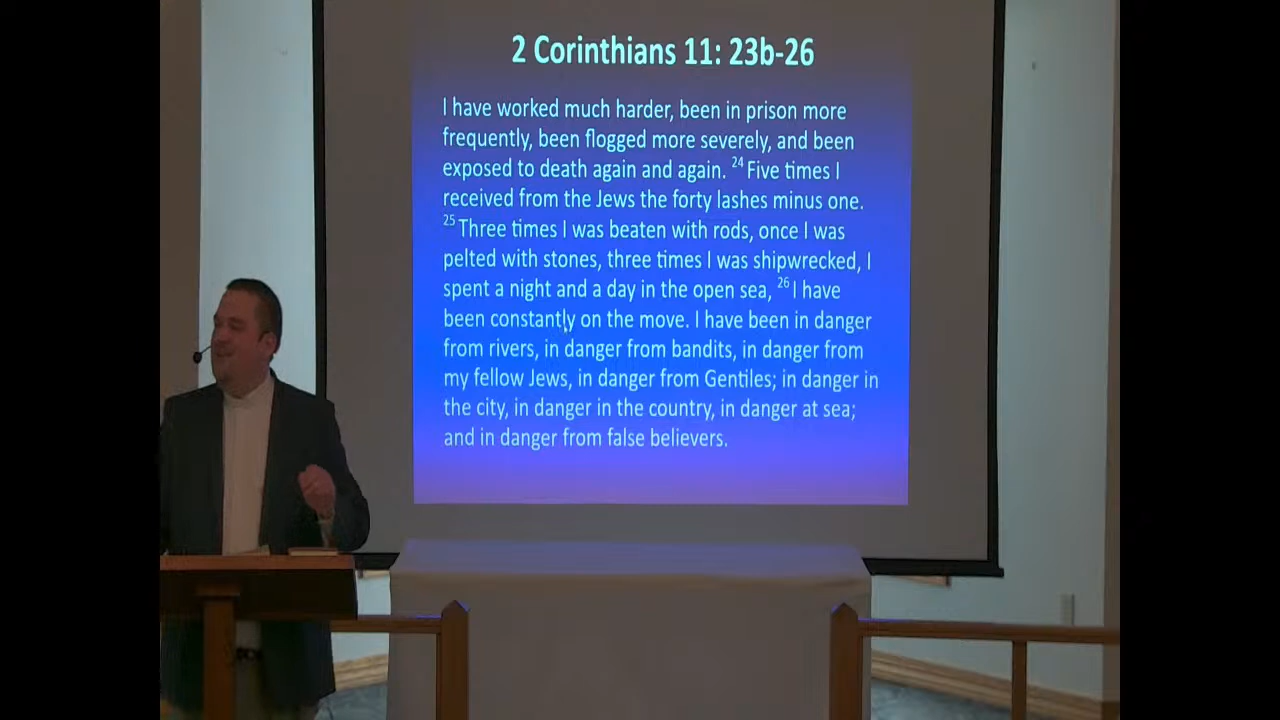 2 Corinthians 11: 23b-26
I have worked much harder, been in prison more
frequently, been flogged more severely, and been
exposed to death again and again. 24 Five times I
received from the Jews the forty lashes minus one.
25 Three times I was beaten with rods, once I was
pelted with stones, three times I was shipwrecked, I
spent a night and a day in the open sea, 26 I have
been constantly on the move. I have been in danger
from rivers, in danger from bandits, in danger from
my fellow Jews, in danger from Gentiles; in danger in
the city, in danger in the country, in danger at sea;
and in danger from false believers.